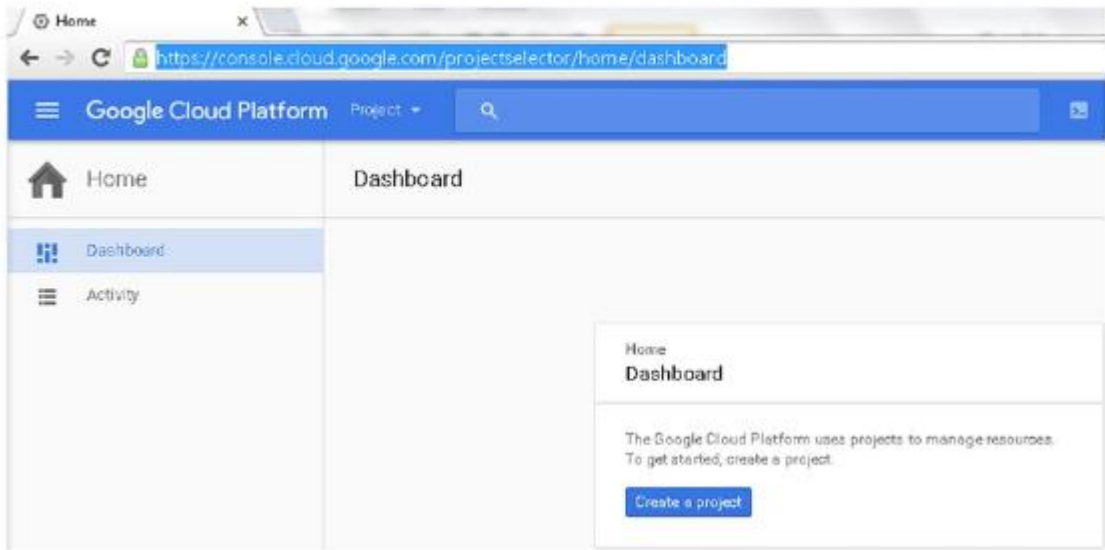 Home
https://console.cloud.google.com/projectselector/home/dashboard
Google Cloud Platform Project
Home
Dashboard
Dashboard
Activity
Home
Dashboard
The Google Cloud Platform uses projects to manage resources.
To get started, create a project.
Create a project